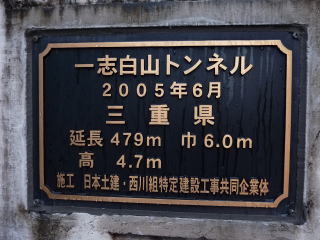 一志白山トンネル
2005年6月
三重県
延長 479m 巾 6.0m
高 4.7m
施工 日本土建・西川組特定建設工事共同企業体